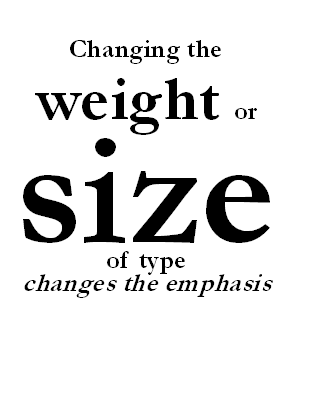 Changing the
weight or
size
of type
changes the emphasis